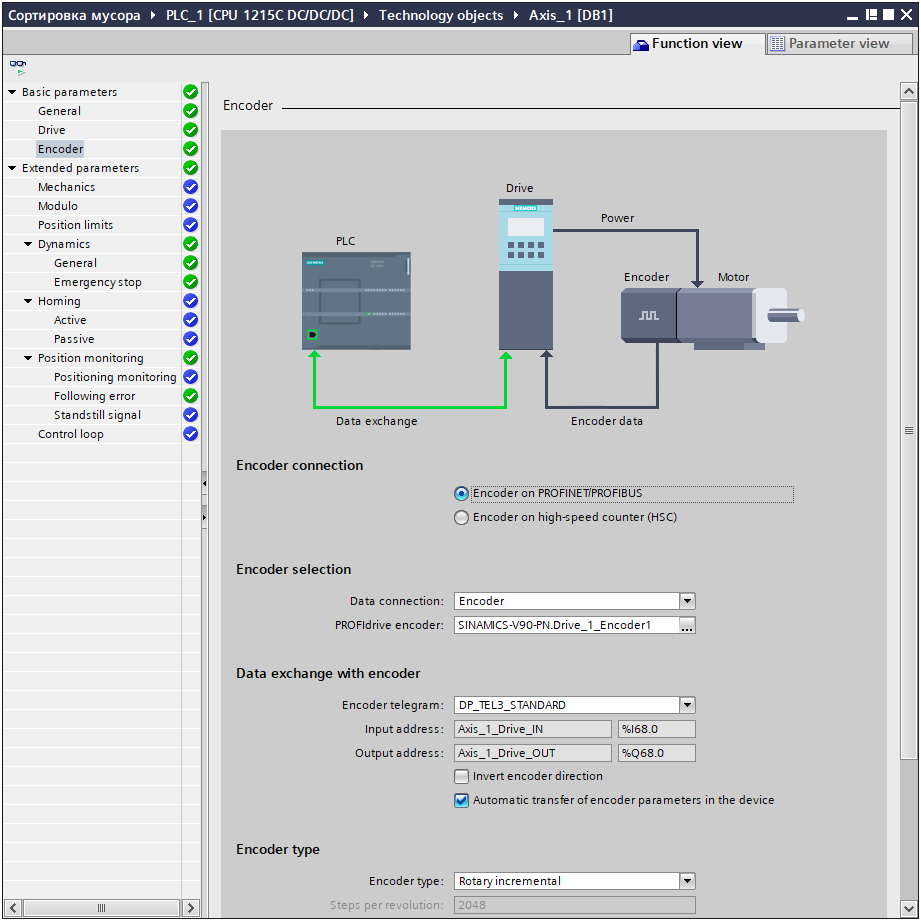 Сортировка мусора PLC_1 [CPU 1215C DC/DC/DC] Technology objects Axis_1 [DB1]
Function view Parameter view
Basic parameters
General
Drive
Encoder
Extended parameters
Mechanics
Modulo
Position limits
Dynamics
General
Emergency stop
Homing
Active
Passive
Position monitoring
Positioning monitoring
Following error
Standstill signal
Control loop
Encoder
Drive
SIEMENS
Power
PLC
SIEMENS
Encoder Motor
Data exchange Encoder data
Encoder connection
Encoder on PROFINET/PROFIBUS
Encoder on high-speed counter (HSC)
Encoder selection
Data connection: Encoder
PROFIdrive encoder: SINAMICS-V90-PN.Drive_1_Encoder1 ...
Data exchange with encoder
Encoder telegram: DP_TEL3_STANDARD
Input address: Axis_1_Drive_IN %I68.0
Output address: Axis_1_Drive_OUT %Q68.0
Invert encoder direction
Automatic transfer of encoder parameters in the device
Encoder type
Encoder type: Rotary incremental
Steps per revolution: 2048